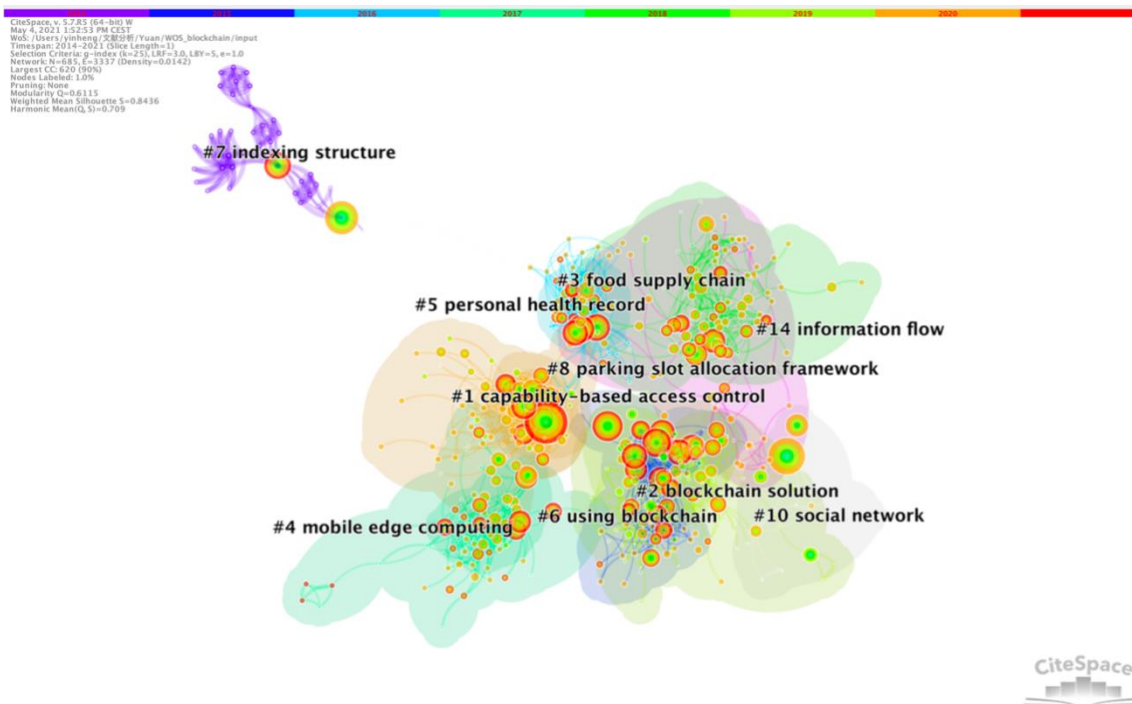 2015 2016 2017 2018 2019 2020
CiteSpace, v. 5.7.R5 (64-bit) W
May 4, 2021 1:52:53 PM CEST
WoS: /Users/yinheng/文献分析/Yuan/WOS_blockchain/input
Timespan: 2014-2021 (Slice Length=1)
Selection Criteria: g-index (k=25), LRF=3.0, LBY=5, e=1.0
Network: N=685, E=3337 (Density=0.0142)
Largest CC: 620 (90%)
Nodes Labeled: 1.0%
Pruning: None
Modularity Q=0.6115
Weighted Mean Silhouette S=0.8436
Harmonic Mean(Q, S)=0.709
#7 indexing structure
#3 food supply chain
#5 personal health record
#14 information flow
#8 parking slot allocation framework
#1 capability-based access control
#2 blockchain solution
#6 using blockchain
#10 social network
#4 mobile edge computing
CiteSpace